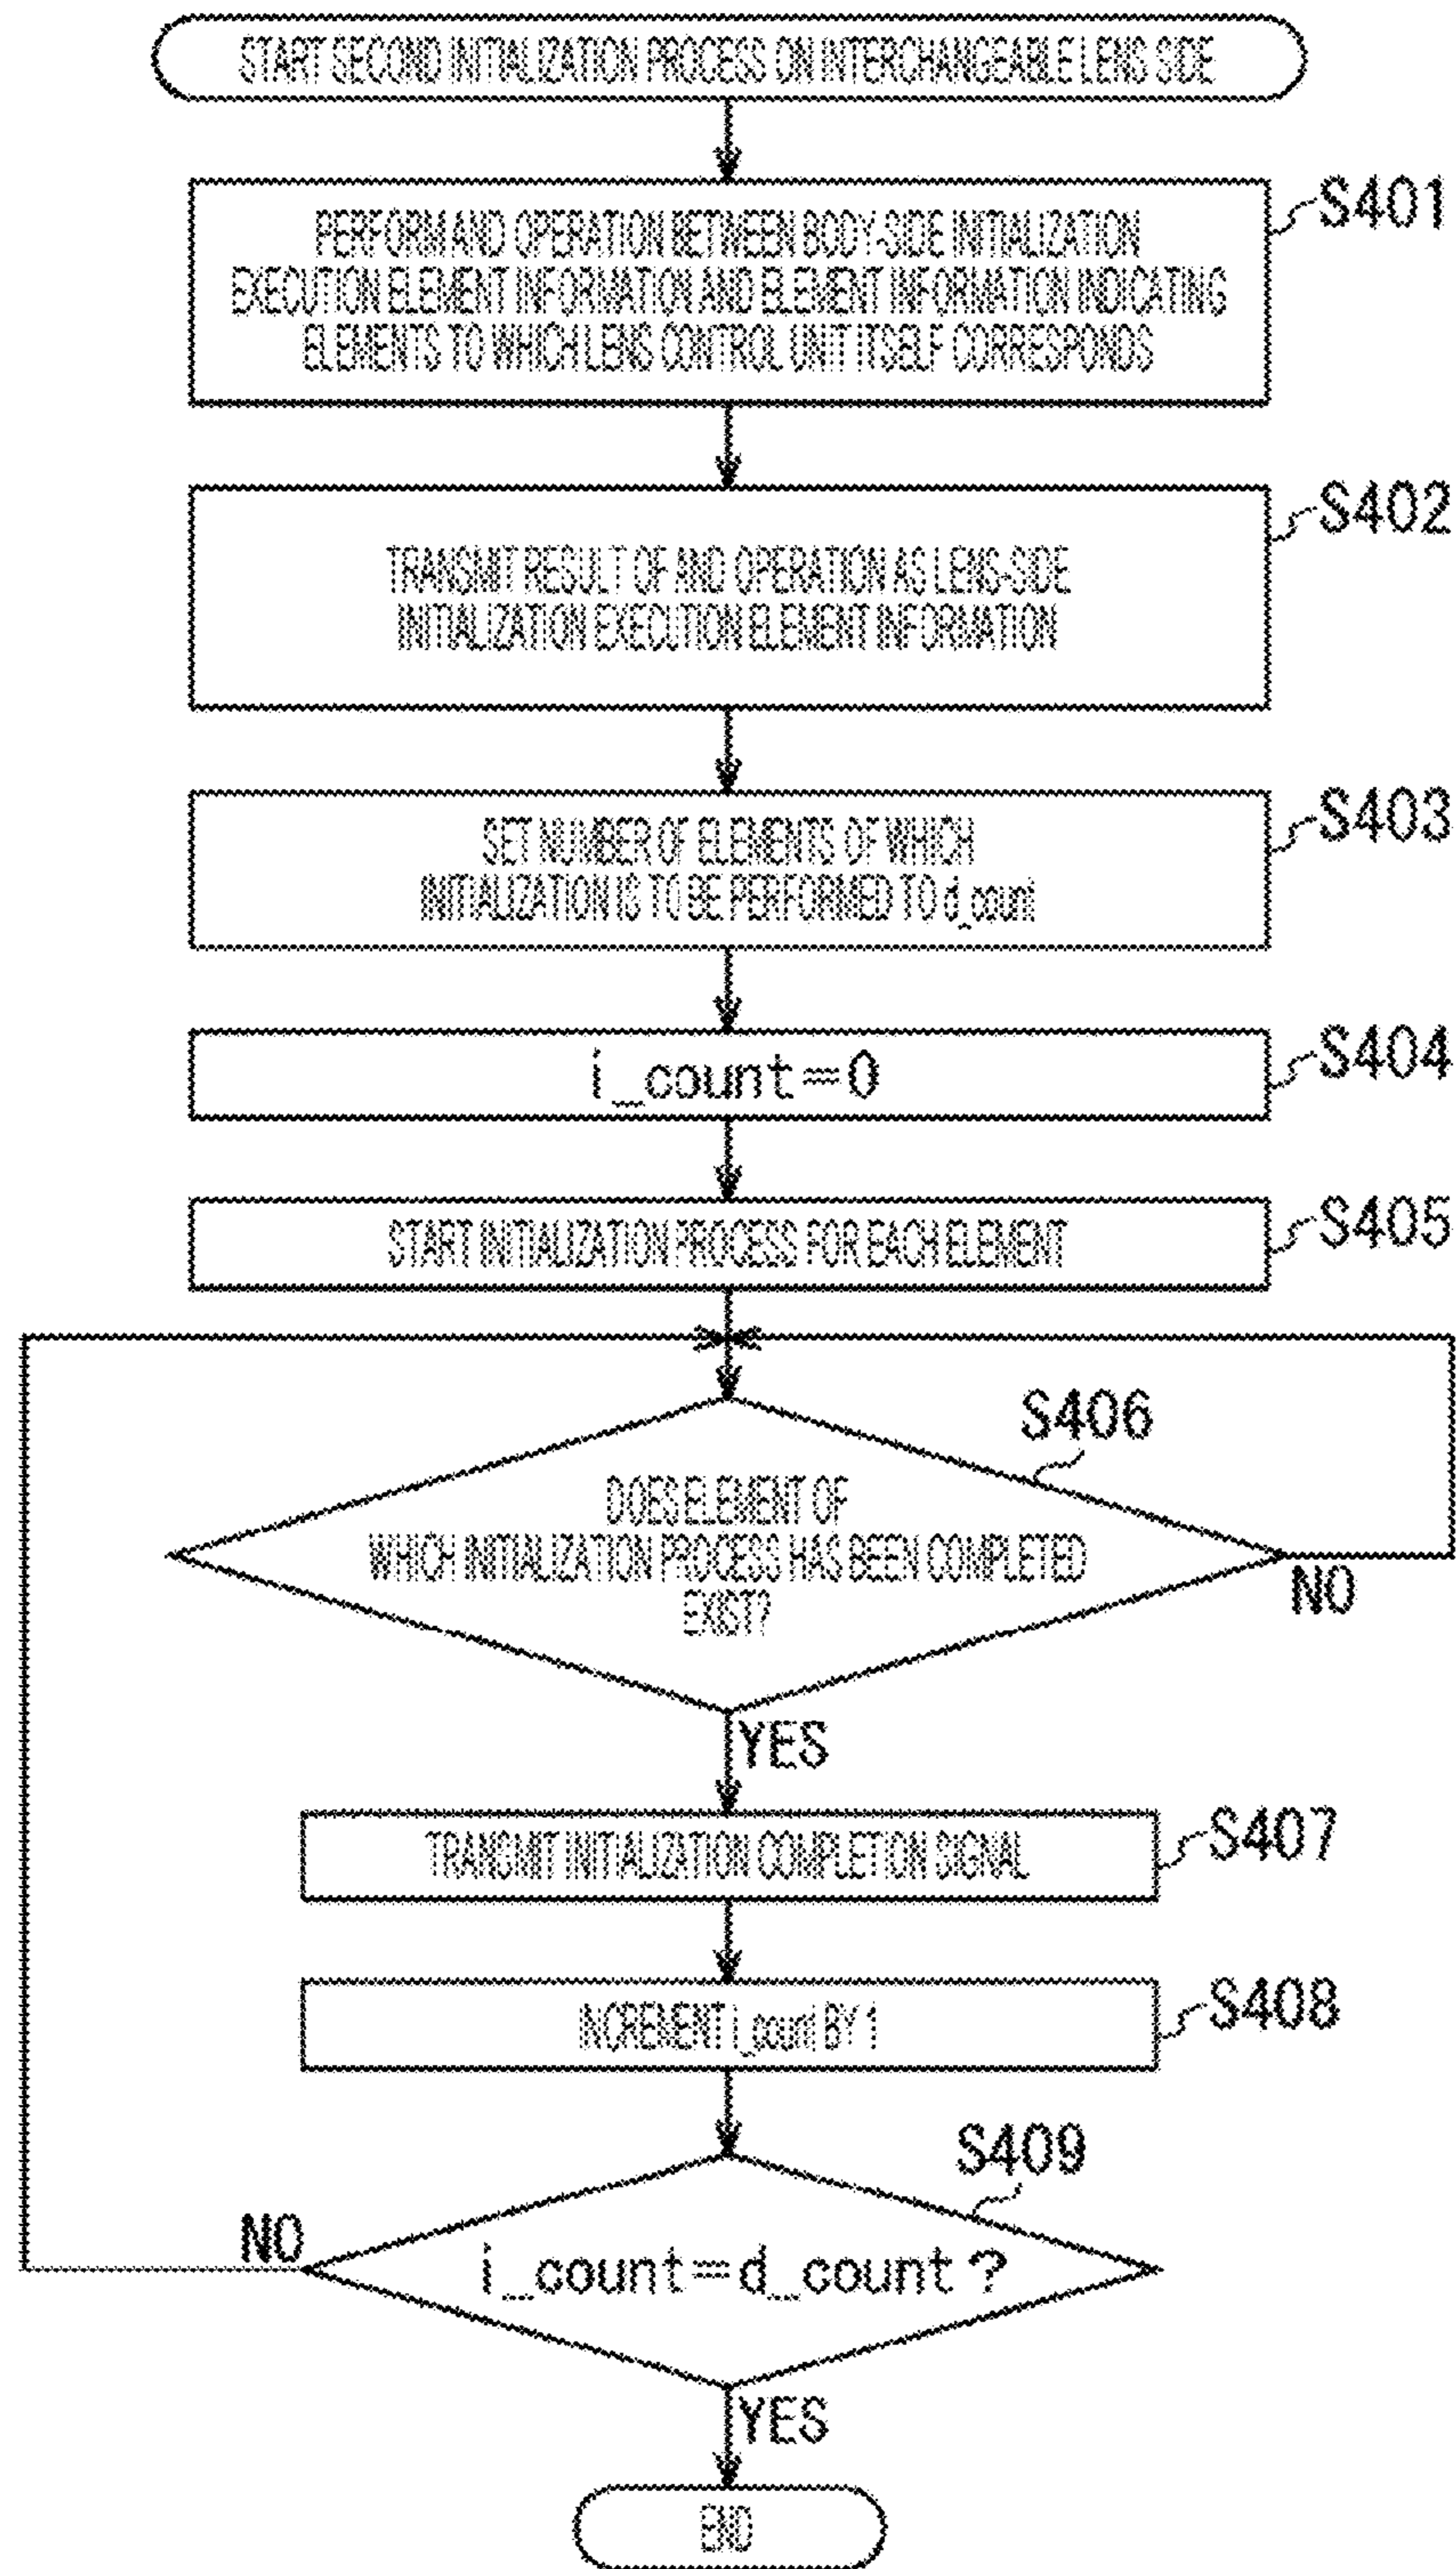 START SECOND INITIALIZATION PROCESS ON INTERCHANGEABLE LENS SIDE
S401
PERFORM AND OPERATION BETWEEN BODY-SIDE INITIALIZATION
EXECUTION ELEMENT INFORMATION AND ELEMENT INFORMATION INDICATING
ELEMENTS TO WHICH LENS CONTROL UNIT ITSELF CORRESPONDS
S402
TRANSMIT RESULT OF AND OPERATION AS LENS-SIDE
INITIALIZATION EXECUTION ELEMENT INFORMATION
S403
SET NUMBER OF ELEMENTS OF WHICH
INITIALIZATION IS TO BE PERFORMED TO d_count
S404
i_count=0
S405
START INITIALIZATION PROCESS FOR EACH ELEMENT
S406
DOES ELEMENT OF
WHICH INITIALIZATION PROCESS HAS BEEN COMPLETED
EXIST?
NO
YES
S407
TRANSMIT INITIALIZATION COMPLETION SIGNAL
S408
INCREMENT i_count BY 1
S409
NO
i_count=d_count ?
YES
END